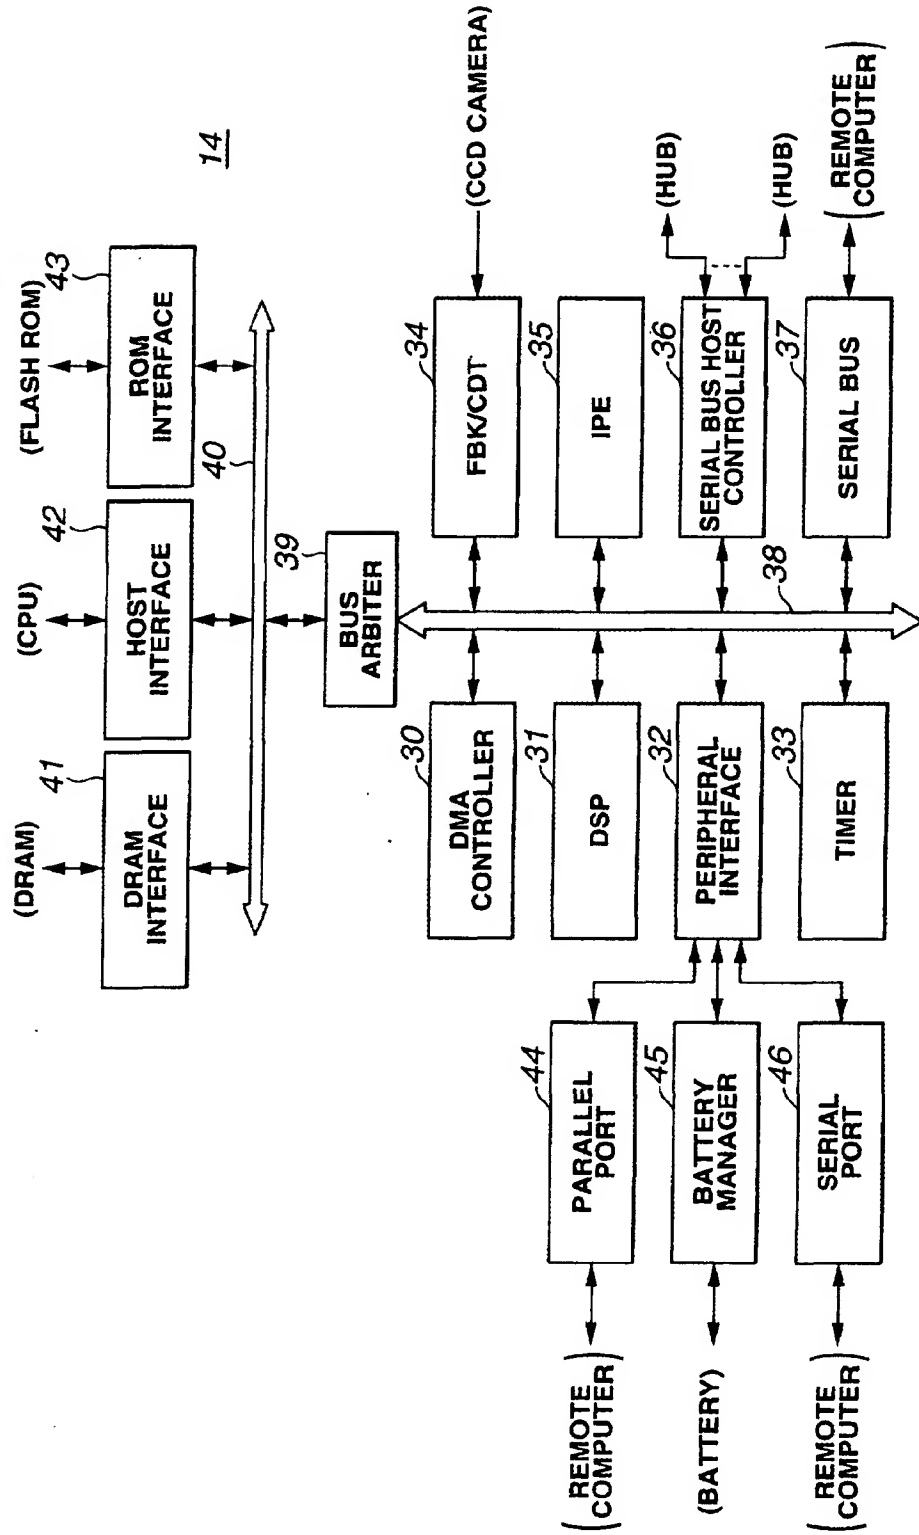 14
(DRAM)
(CPU)
(FLASH ROM)
41
42
43
DRAM
INTERFACE
HOST
INTERFACE
ROM
INTERFACE
40
39
BUS
ARBITER
30
DMA
CONTROLLER
34
FBK/CDT
(CCD CAMERA)
44
PARALLEL
PORT
(REMOTE
COMPUTER)
31
DSP
35
IPE
45
BATTERY
MANAGER
(BATTERY)
32
PERIPHERAL
INTERFACE
36
SERIAL BUS HOST
CONTROLLER
(HUB)
(HUB)
46
SERIAL
PORT
(REMOTE
COMPUTER)
33
TIMER
38
37
SERIAL BUS
(REMOTE
COMPUTER)